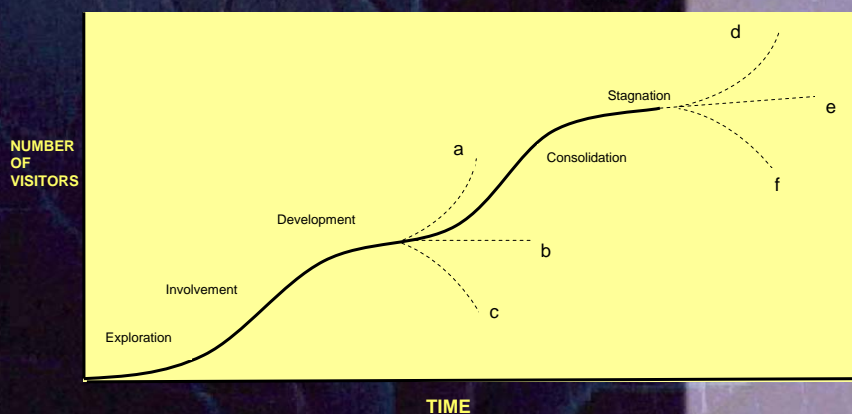 d
Stagnation
e
NUMBER
OF
VISITORS
a
Consolidation
f
Development
b
Involvement
c
Exploration
TIME